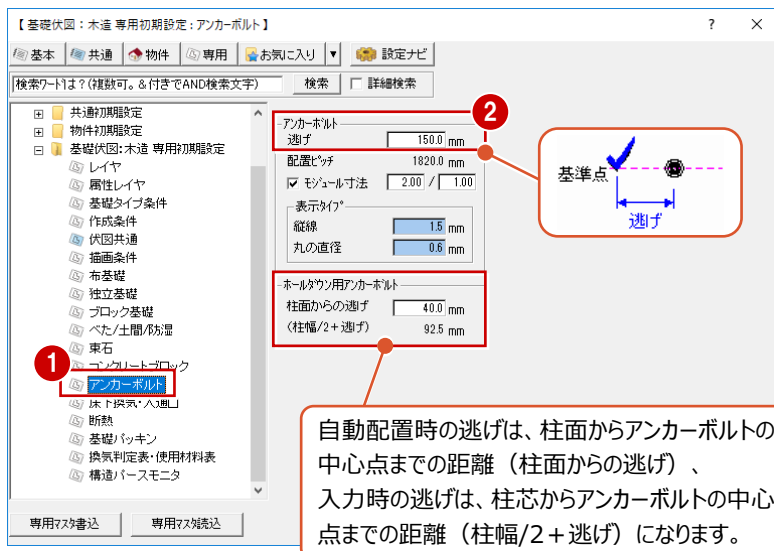 【基礎伏図：木造 専用初期設定：アンカーボルト】
? ×
基本 共通 物件 専用 お気に入り ▼ 設定ナビ
検索ワードは？(複数可。&付きでAND検索文字) 検索 詳細検索
共通初期設定
物件初期設定
基礎伏図：木造 専用初期設定
レイヤ
属性レイヤ
基礎タイプ条件
作成条件
伏図共通
描画条件
布基礎
独立基礎
ブロック基礎
べた/土間/防湿
束石
コンクリートブロック
アンカーボルト
床下換気・人通口
断熱
基礎パッキン
換気判定表・使用材料表
構造パースモニタ
専用マスタ書込 専用マスタ読込
1
2
アンカーボルト
逃げ 150.0 mm
配置ピッチ 1820.0 mm
モジュール寸法 2.00 / 1.00
表示タイプ
縦線 1.5 mm
丸の直径 0.6 mm
ホールダウン用アンカーボルト
柱面からの逃げ 40.0 mm
(柱幅/2+逃げ) 92.5 mm
基準点
逃げ
自動配置時の逃げは、柱面からアンカーボルトの
中心点までの距離（柱面からの逃げ）、
入力時の逃げは、柱芯からアンカーボルトの中心
点までの距離（柱幅/2＋逃げ）になります。